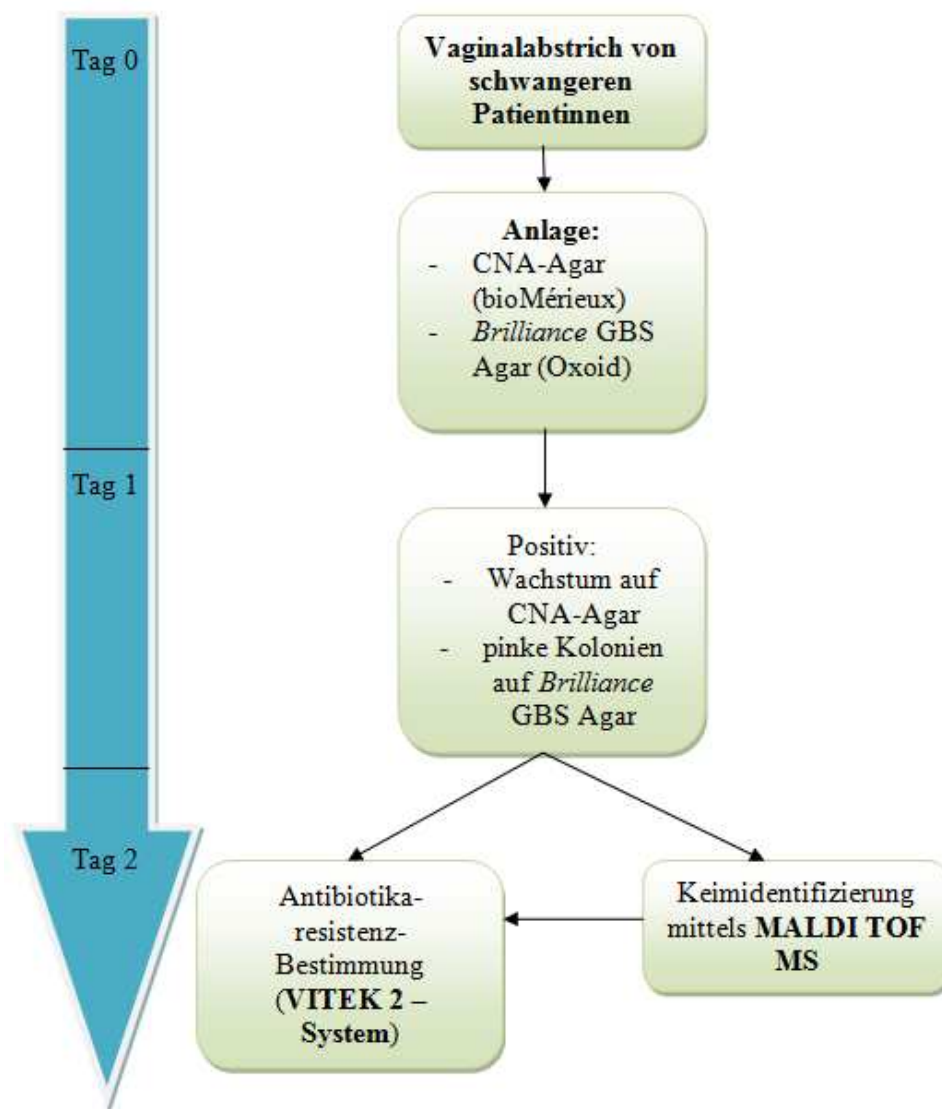 Tag 0
Vaginalabstrich von
schwangeren
Patientinnen
Anlage:
- CNA-Agar
(bioMérieux)
- Brilliance GBS
Agar (Oxoid)
Tag 1
Positiv:
- Wachstum auf
CNA-Agar
- pinke Kolonien
auf Brilliance
GBS Agar
Tag 2
Antibiotika-
resistenz-
Bestimmung
(VITEK 2 –
System)
Keimidentifizierung
mittels MALDI TOF
MS